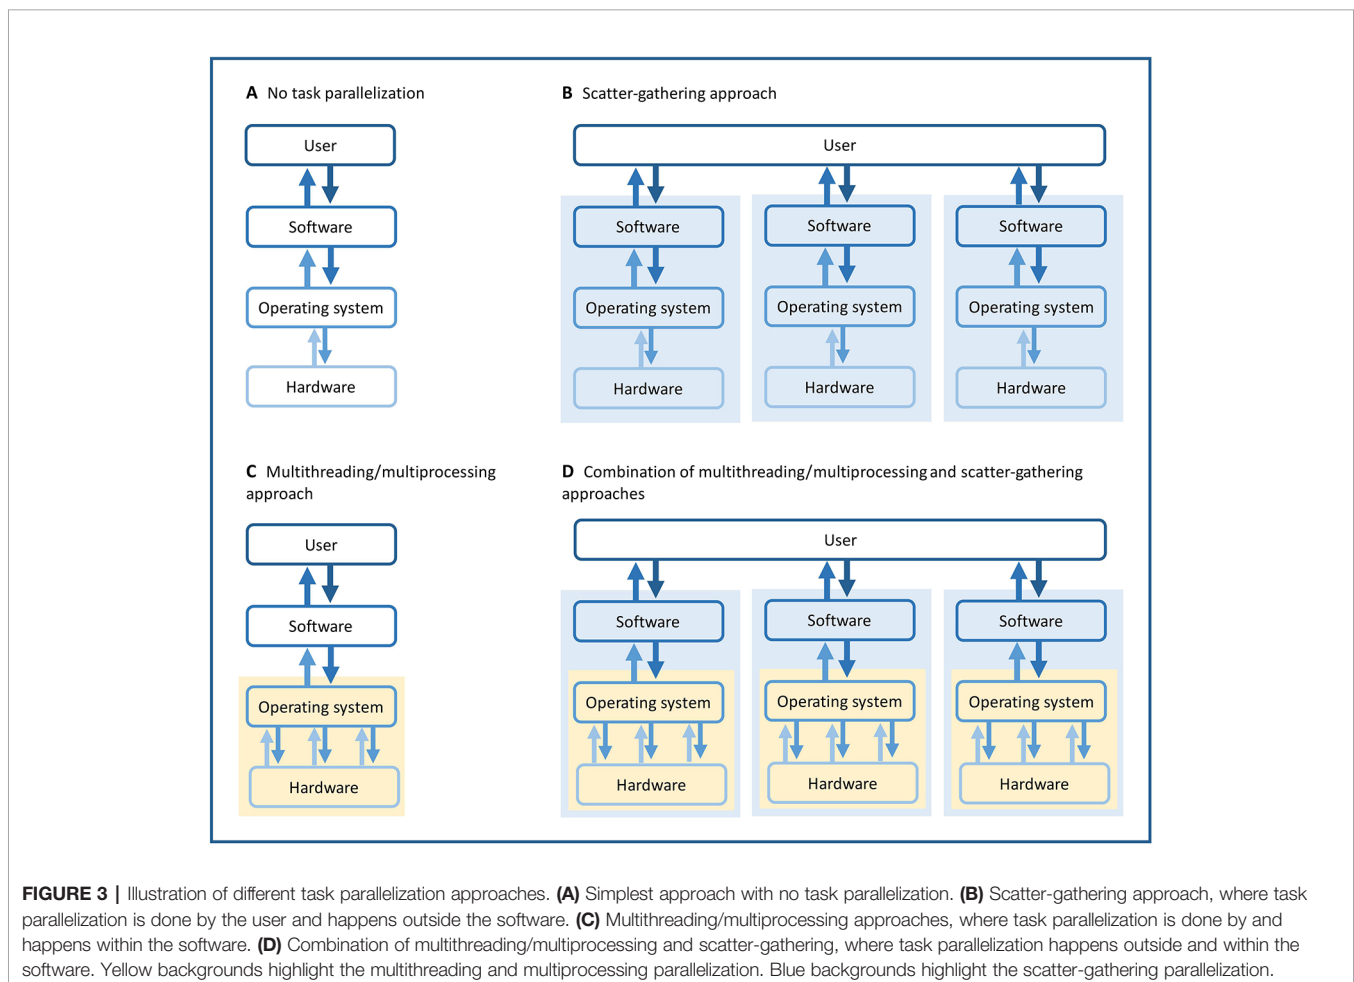 A No task parallelization
User
Software
Operating system
Hardware
B Scatter-gathering approach
User
Software
Software
Software
Operating system
Operating system
Operating system
Hardware
Hardware
Hardware
C Multithreading/multiprocessing
approach
User
Software
Operating system
Hardware
D Combination of multithreading/multiprocessing and scatter-gathering
approaches
User
Software
Software
Software
Operating system
Operating system
Operating system
Hardware
Hardware
Hardware
FIGURE 3 | Illustration of different task parallelization approaches. (A) Simplest approach with no task parallelization. (B) Scatter-gathering approach, where task
parallelization is done by the user and happens outside the software. (C) Multithreading/multiprocessing approaches, where task parallelization is done by and
happens within the software. (D) Combination of multithreading/multiprocessing and scatter-gathering, where task parallelization happens outside and within the
software. Yellow backgrounds highlight the multithreading and multiprocessing parallelization. Blue backgrounds highlight the scatter-gathering parallelization.